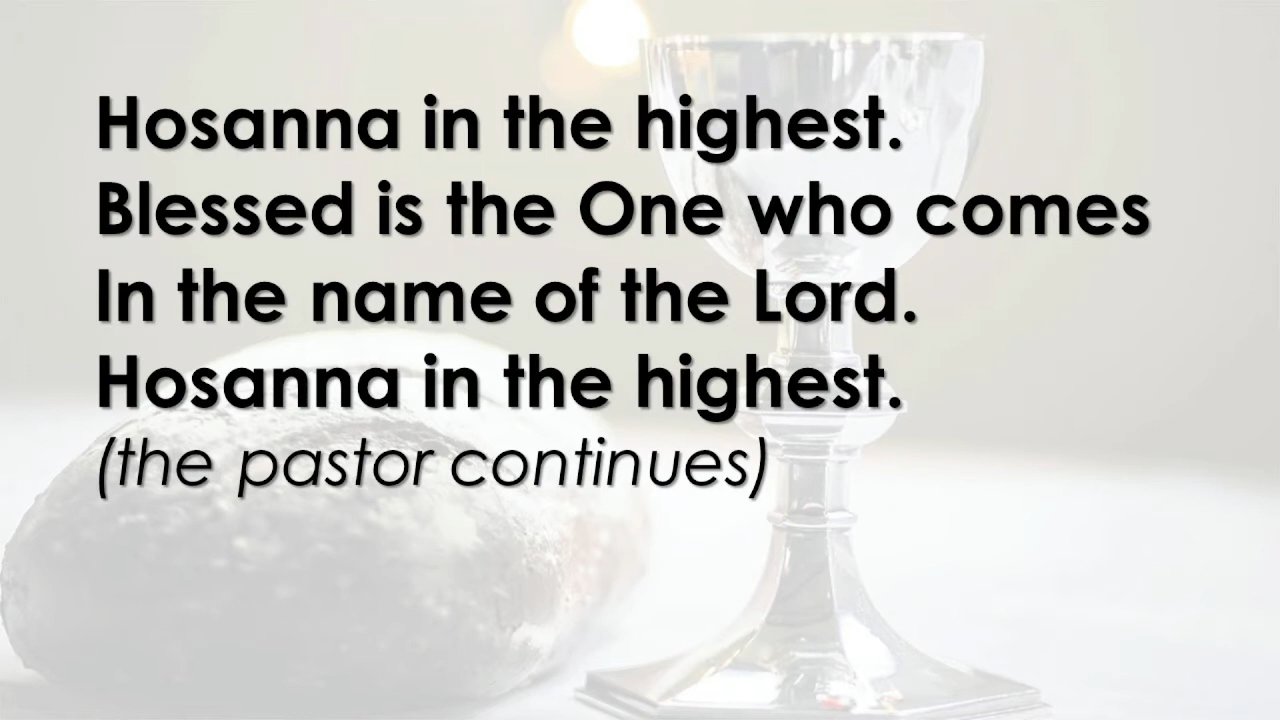 Hosanna in the highest.
Blessed is the One who comes
In the name of the Lord.
Hosanna in the highest.
(the pastor continues)